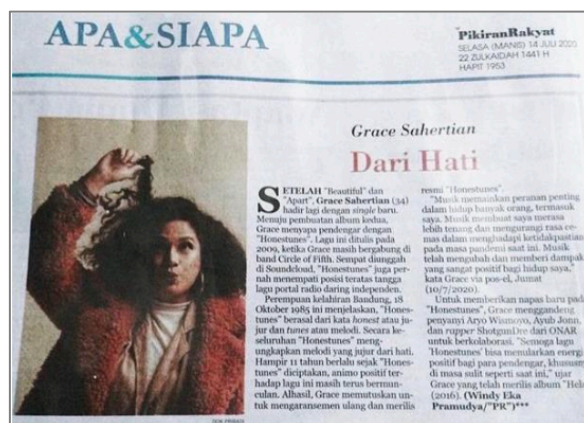 APA&SIAPA
PikiranRakyat
SELASA (MANIS) 14 JULI 2020
22 ZULKAIDAH 1441 H
HAPIT 1953
Grace Sahertian
Dari Hati
SETELAH "Beautiful" dan
"Apart", Grace Sahertian (34)
hadir lagi dengan single baru.
Menuju pembuatan album kedua,
Grace menyapa pendengar dengan
"Honestunes". Lagu ini ditulis pada
2009, ketika Grace masih bergabung di
band Circle of Fifth. Sempat diunggah
di Soundcloud, "Honestunes" juga per-
nah menempati posisi teratas tangga
lagu portal radio daring independen.
Perempuan kelahiran Bandung, 18
Oktober 1985 ini menjelaskan, "Hones-
tunes" berasal dari kata honest atau ju-
jur dan tunes atau melodi. Secara ke-
seluruhan "Honestunes" meng-
ungkapkan melodi yang jujur dari hati.
Hampir 11 tahun berlalu sejak "Hones-
tunes" diciptakan, animo positif ter-
hadap lagu ini masih terus bermun-
culan. Alhasil, Grace memutuskan un-
tuk mengaransemen ulang dan merilis
resmi "Honestunes".
"Musik memainkan peranan penting
dalam hidup banyak orang, termasuk
saya. Musik membuat saya merasa
lebih tenang dan mengurangi rasa ce-
mas dalam menghadapi ketidakpastian
pada masa pandemi saat ini. Musik
telah mengubah dan memberi dampak
yang sangat positif bagi hidup saya,"
kata Grace via pos-el, Jumat
(10/7/2020).
Untuk memberikan napas baru pada
"Honestunes", Grace menggandeng
penyanyi Aryo Wismoyo, Ayub Jonn,
dan rapper ShotgunDre dari ONAR
untuk berkolaborasi. "Semoga lagu
'Honestunes' bisa menularkan energi
positif bagi para pendengar, khususnya
di masa sulit seperti saat ini," ujar
Grace yang telah merilis album "Hela"
(2016). (Windy Eka
Pramudya/"PR")***